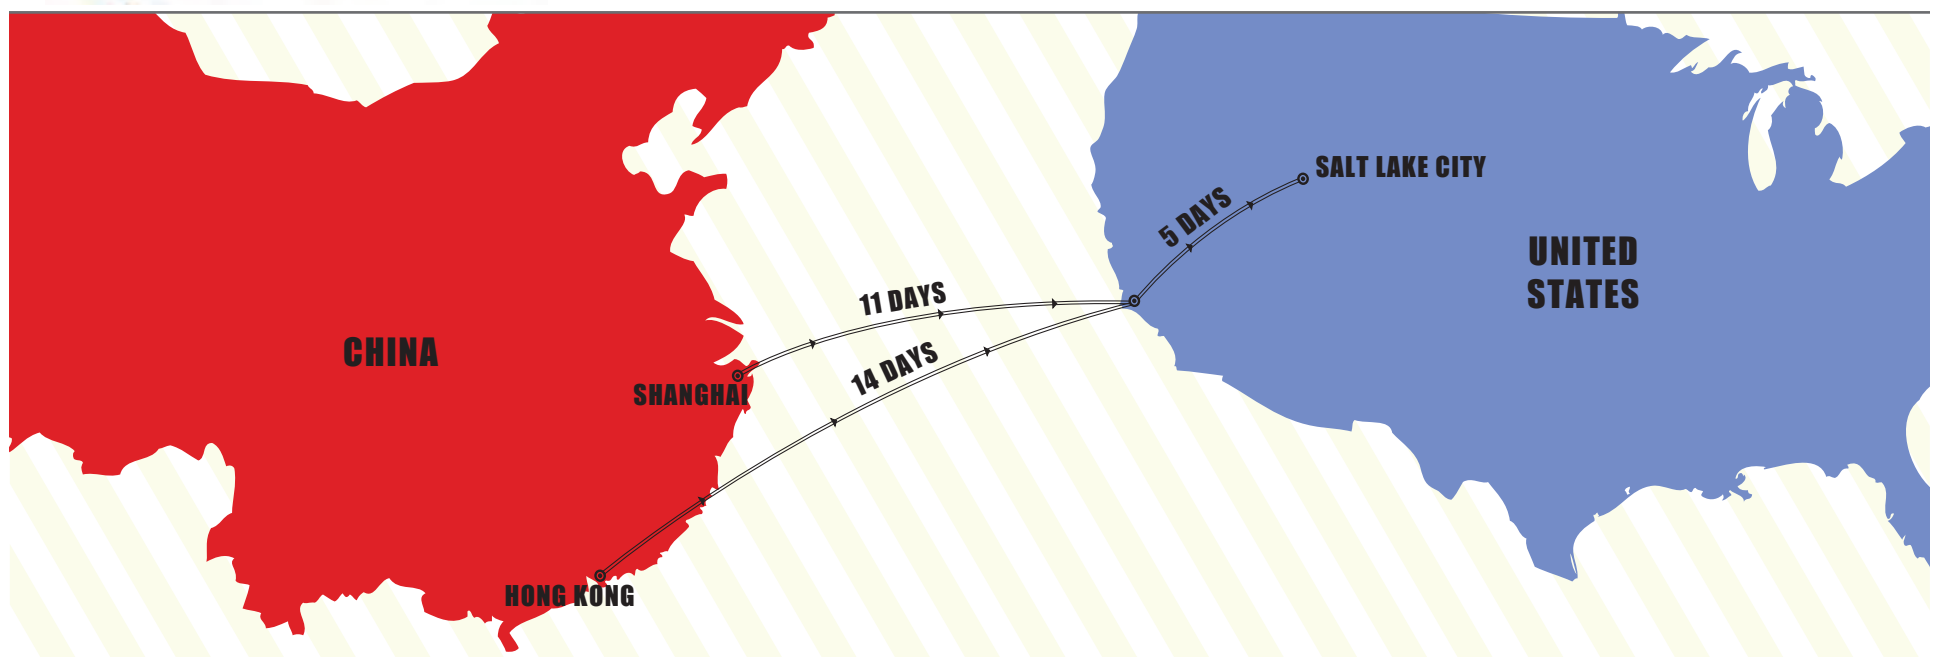 SALT LAKE CITY
5 DAYS
UNITED
STATES
11 DAYS
14 DAYS
CHINA
SHANGHAI
HONG KONG